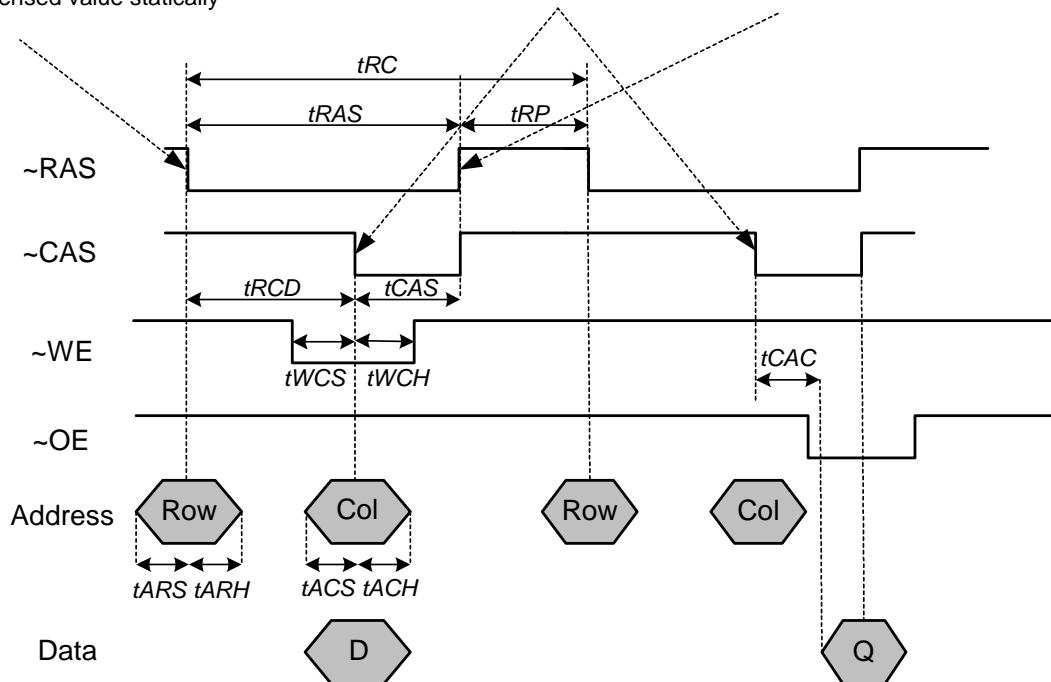 sensed value statically
tRC
tRAS tRP
~RAS
~CAS
tRCD tCAS
~WE
tWCS tWCH
tCAC
~OE
Address Row Col Row Col
tARS tARH tACS tACH
Data D Q